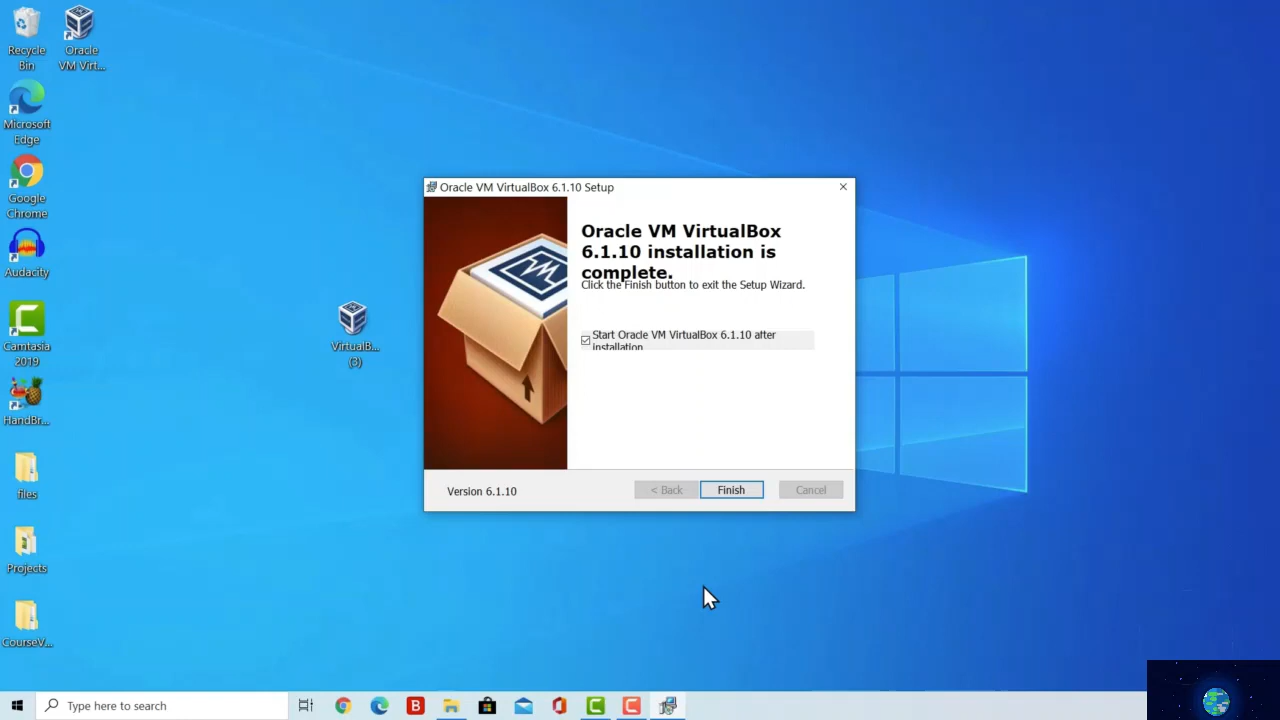 Recycle
Bin
Oracle
VM Virt...
Microsoft
Edge
Google
Chrome
Audacity
Camtasia
2019
HandBr...
files
Projects
CourseV...
VirtualB...
(3)
Oracle VM VirtualBox 6.1.10 Setup
Oracle VM VirtualBox
6.1.10 installation is
complete.
Click the Finish button to exit the Setup Wizard.
Start Oracle VM VirtualBox 6.1.10 after
installation
Version 6.1.10
< Back
Finish
Cancel
Type here to search
B